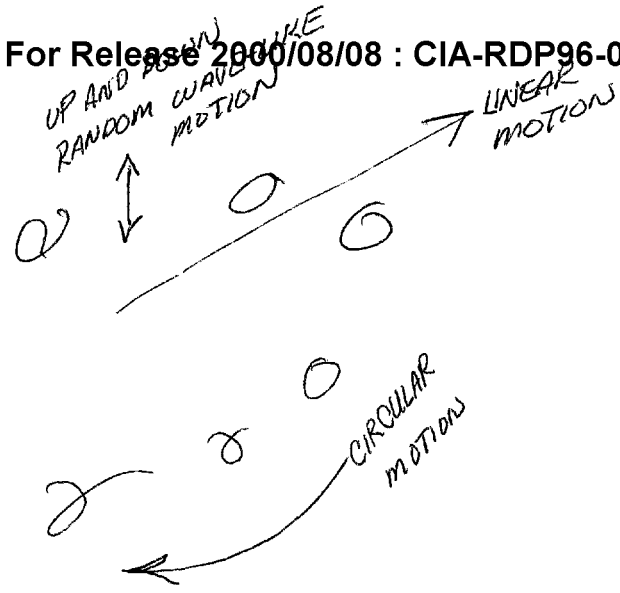 For Release 2000/08/08 : CIA-RDP96-0
UP AND DOWN
RANDOM WAVE-LIKE
MOTION
LINEAR
MOTION
CIRCULAR
MOTION